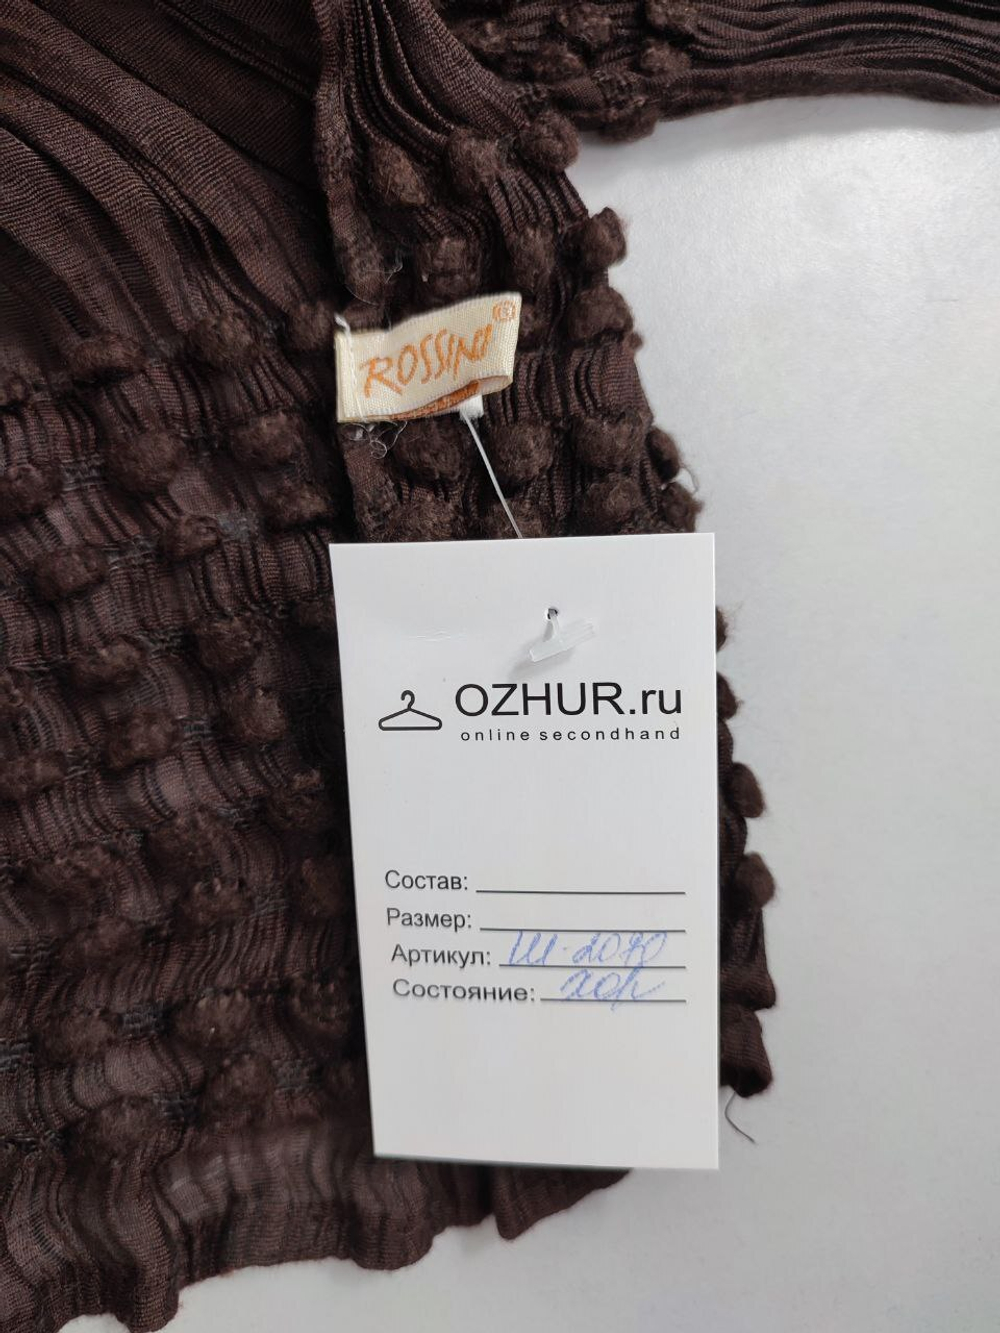 ROSSINI®
OZHUR.ru
online secondhand
Состав:
Размер:
Артикул: Ш-2070
Состояние: хор